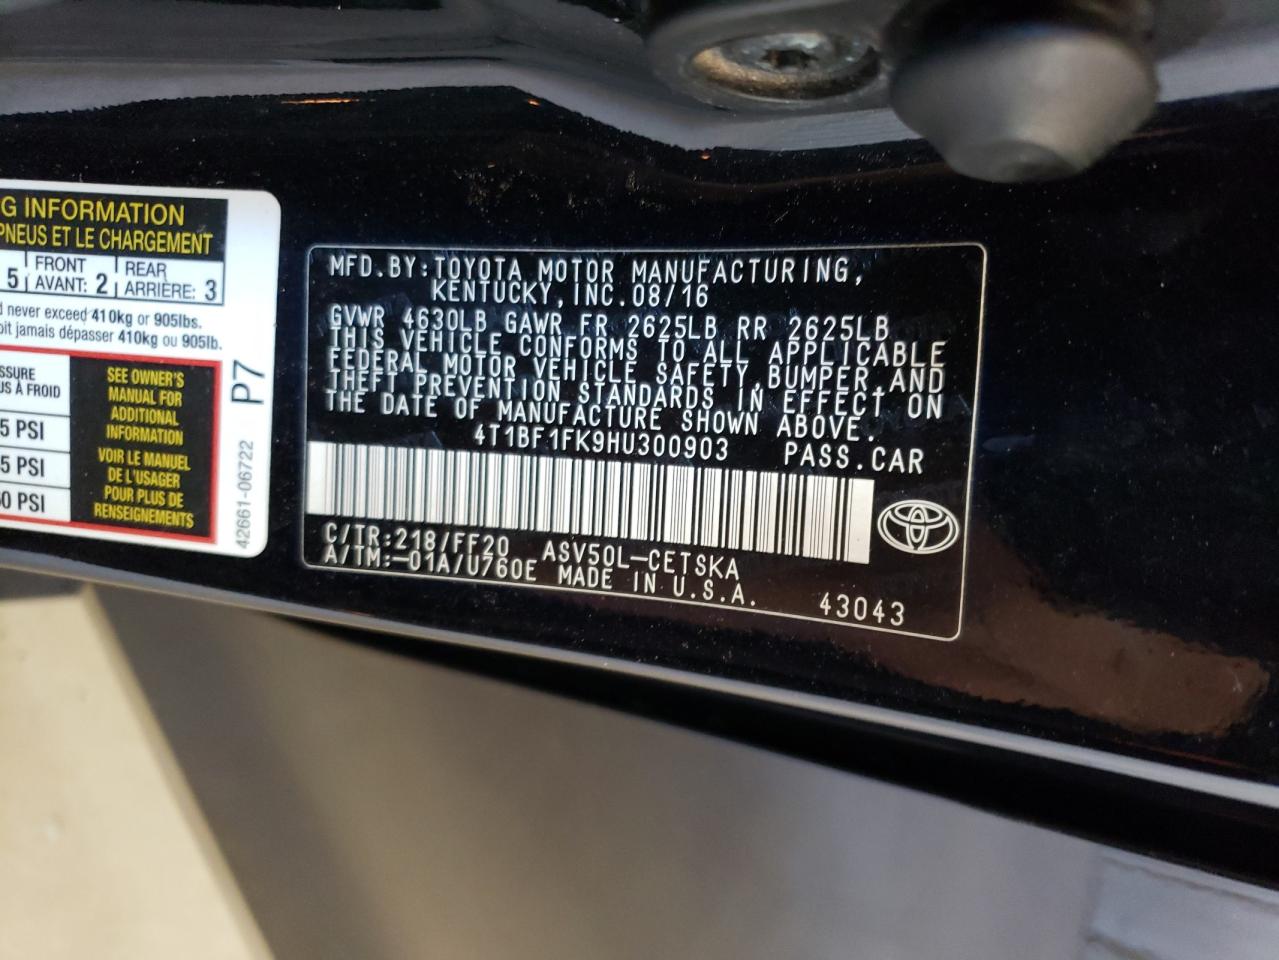 G INFORMATION
PNEUS ET LE CHARGEMENT
5 FRONT AVANT: 2 REAR ARRIÈRE: 3
never exceed 410kg or 905lbs.
jamais dépasser 410kg ou 905lb.
À FROID
5 PSI
5 PSI
0 PSI
SEE OWNER'S
MANUAL FOR
ADDITIONAL
INFORMATION
VOIR LE MANUEL
DE L'USAGER
POUR PLUS DE
RENSEIGNEMENTS
42661-06722 P7
MFD.BY:TOYOTA MOTOR MANUFACTURING,
KENTUCKY,INC.08/16
GVWR 4630LB GAWR FR 2625LB RR 2625LB
THIS VEHICLE CONFORMS TO ALL APPLICABLE
FEDERAL MOTOR VEHICLE SAFETY,BUMPER,AND
THEFT PREVENTION STANDARDS IN EFFECT ON
THE DATE OF MANUFACTURE SHOWN ABOVE.
4T1BF1FK9HU300903 PASS.CAR
C/TR:218/FF20 ASV50L-CETSKA
A/TM:-01A/U760E MADE IN U.S.A. 43043